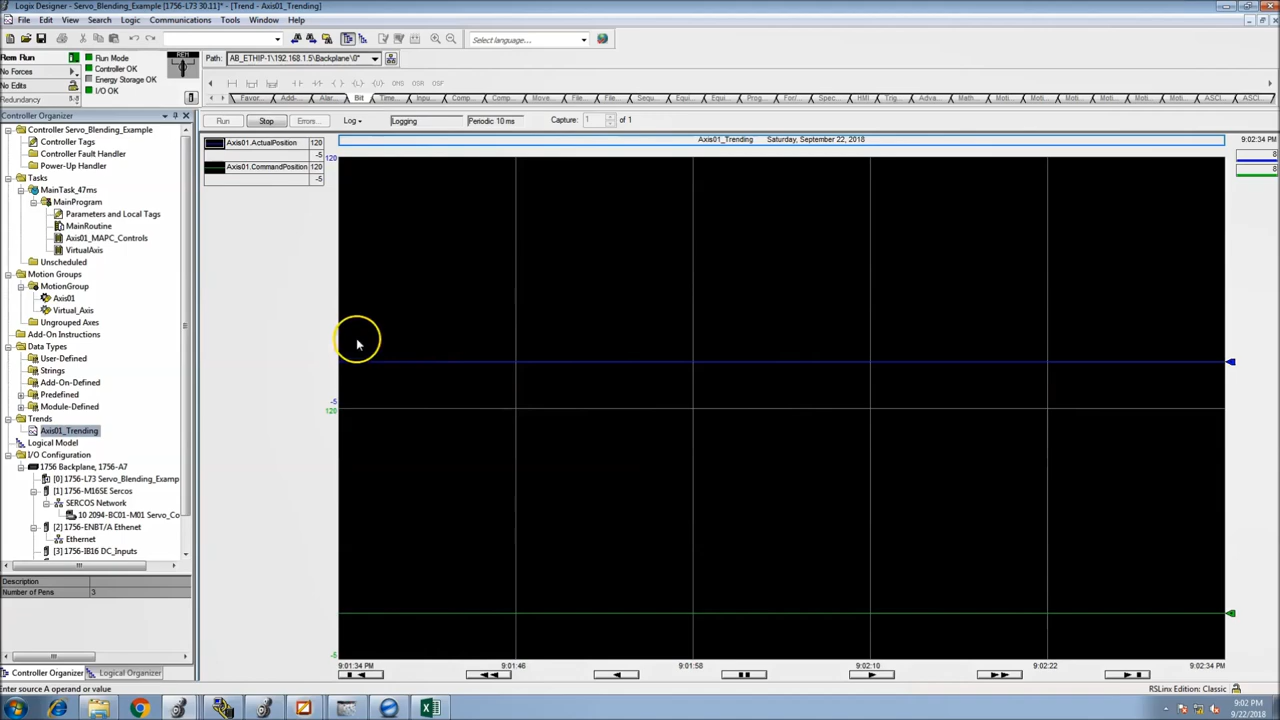 Logix Designer - Servo_Blending_Example [1756-L73 30.11]* - [Trend - Axis01_Trending]
File Edit View Search Logic Communications Tools Window Help
Select language...
Rem Run
No Forces
No Edits
Redundancy
Run Mode
Controller OK
Energy Storage OK
I/O OK
REM
Path: AB_ETHIP-1\192.168.1.5\Backplane\0*
Favor... Add-... Alar... Bit Time... Inpu... Comp... Comp... Move... File... File... Sequ... Equi... Equi... Prog... For/... Spec... HMI Trig... Adva... Math... Moti... Moti... Moti... Moti... Moti... ASCI... ASCI...
Controller Organizer
Run Stop Errors... Log Logging Periodic 10 ms Capture: 1 of 1
Controller Servo_Blending_Example
Controller Tags
Controller Fault Handler
Power-Up Handler
Tasks
MainTask_47ms
MainProgram
Parameters and Local Tags
MainRoutine
Axis01_MAPC_Controls
VirtualAxis
Unscheduled
Motion Groups
MotionGroup
Axis01
Virtual_Axis
Ungrouped Axes
Add-On Instructions
Data Types
User-Defined
Strings
Add-On-Defined
Predefined
Module-Defined
Trends
Axis01_Trending
Logical Model
I/O Configuration
1756 Backplane, 1756-A7
[0] 1756-L73 Servo_Blending_Examp
[1] 1756-M16SE Sercos
SERCOS Network
10 2094-BC01-M01 Servo_Co
[2] 1756-ENBT/A Ethenet
Ethernet
[3] 1756-IB16 DC_Inputs
Description
Number of Pens 3
Controller Organizer Logical Organizer
Axis01_Trending Saturday, September 22, 2018
9:02:34 PM
Axis01.ActualPosition 120
-5
Axis01.CommandPosition 120
-5
120
-5
120
-5
8
8
9:01:34 PM 9:01:46 9:01:58 9:02:10 9:02:22 9:02:34 PM
Enter source A operand or value
RSLinx Edition: Classic
9:02 PM
9/22/2018